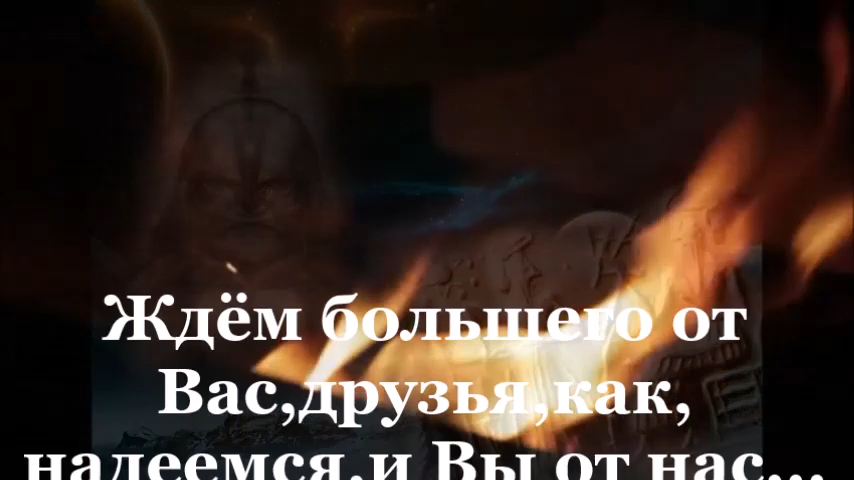 Ждём большего от
Вас,друзья,как,
надеемся,и Вы от нас...